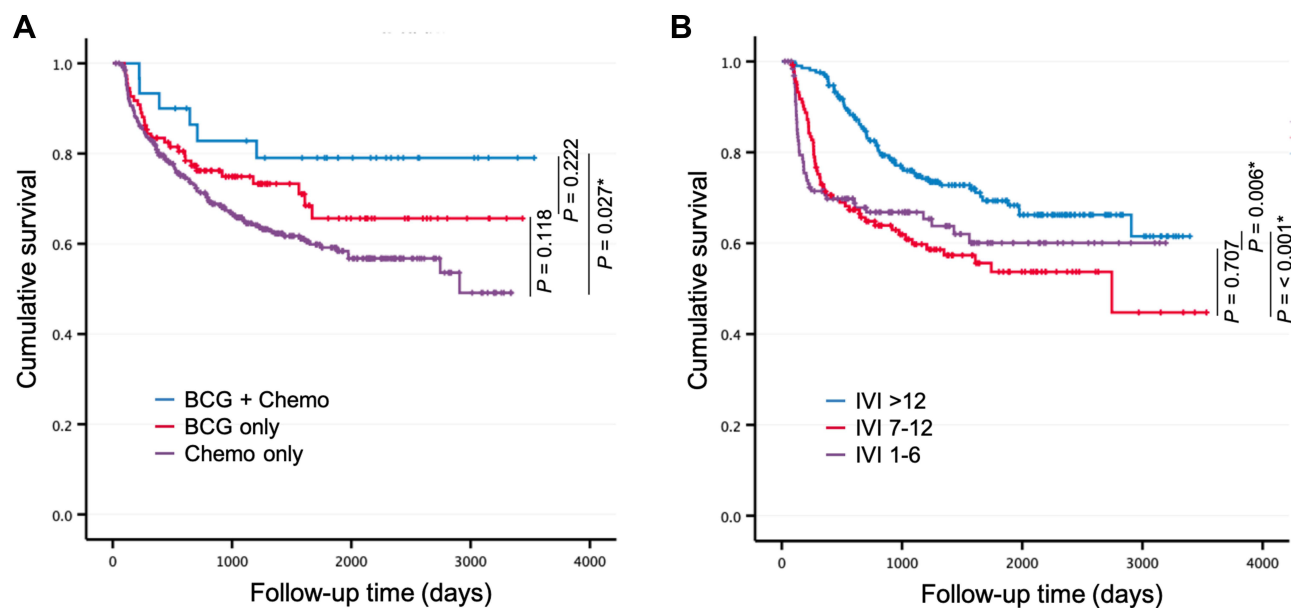 A
Cumulative survival
1.0
0.8
0.6
0.4
0.2
0.0
BCG + Chemo
BCG only
Chemo only
P = 0.118
P = 0.222
P = 0.027*
0 1000 2000 3000 4000
Follow-up time (days)
B
Cumulative survival
1.0
0.8
0.6
0.4
0.2
0.0
IVI >12
IVI 7-12
IVI 1-6
P = 0.707
P = 0.006*
P = < 0.001*
0 1000 2000 3000 4000
Follow-up time (days)